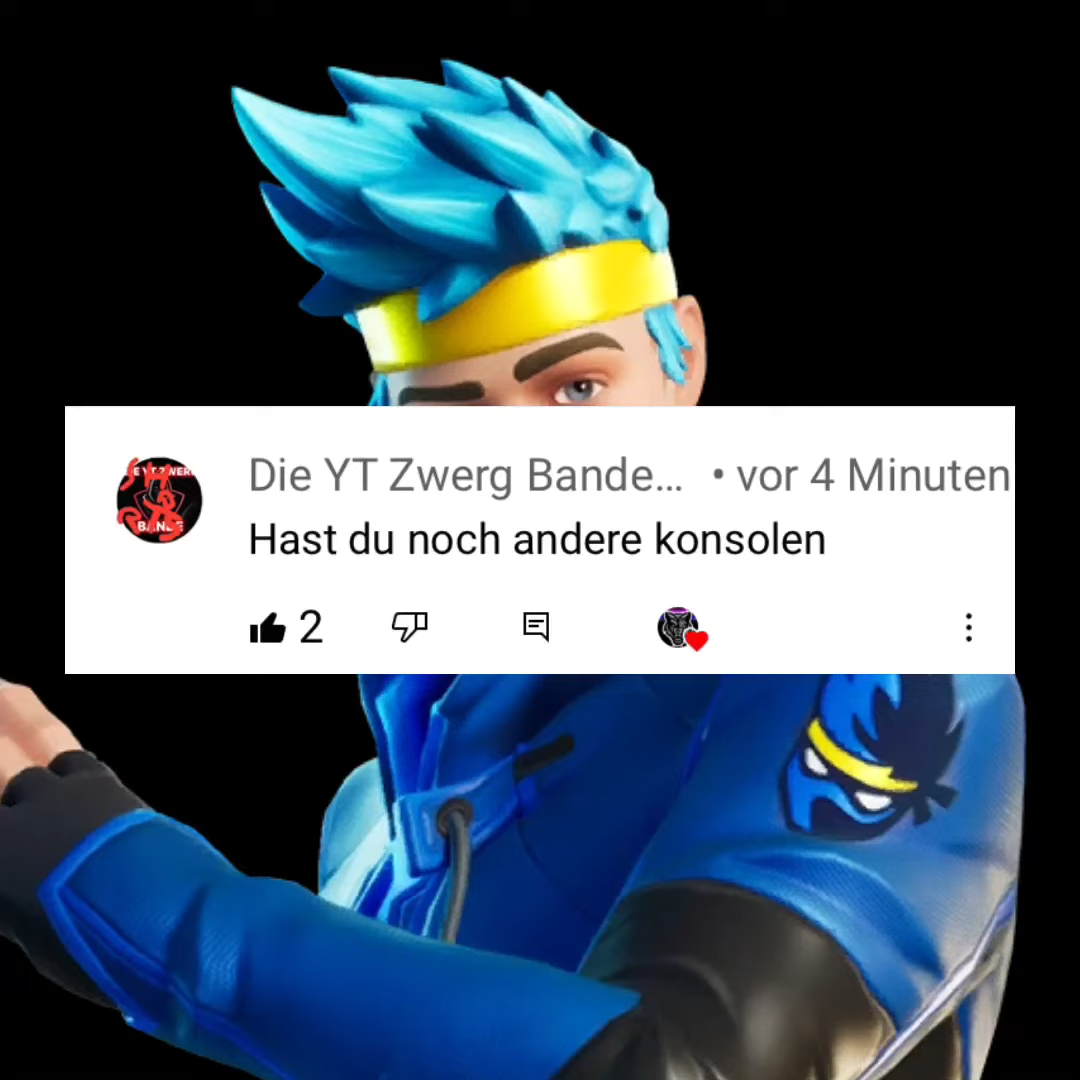 Die YT Zwerg Bande... • vor 4 Minuten
Hast du noch andere konsolen
2